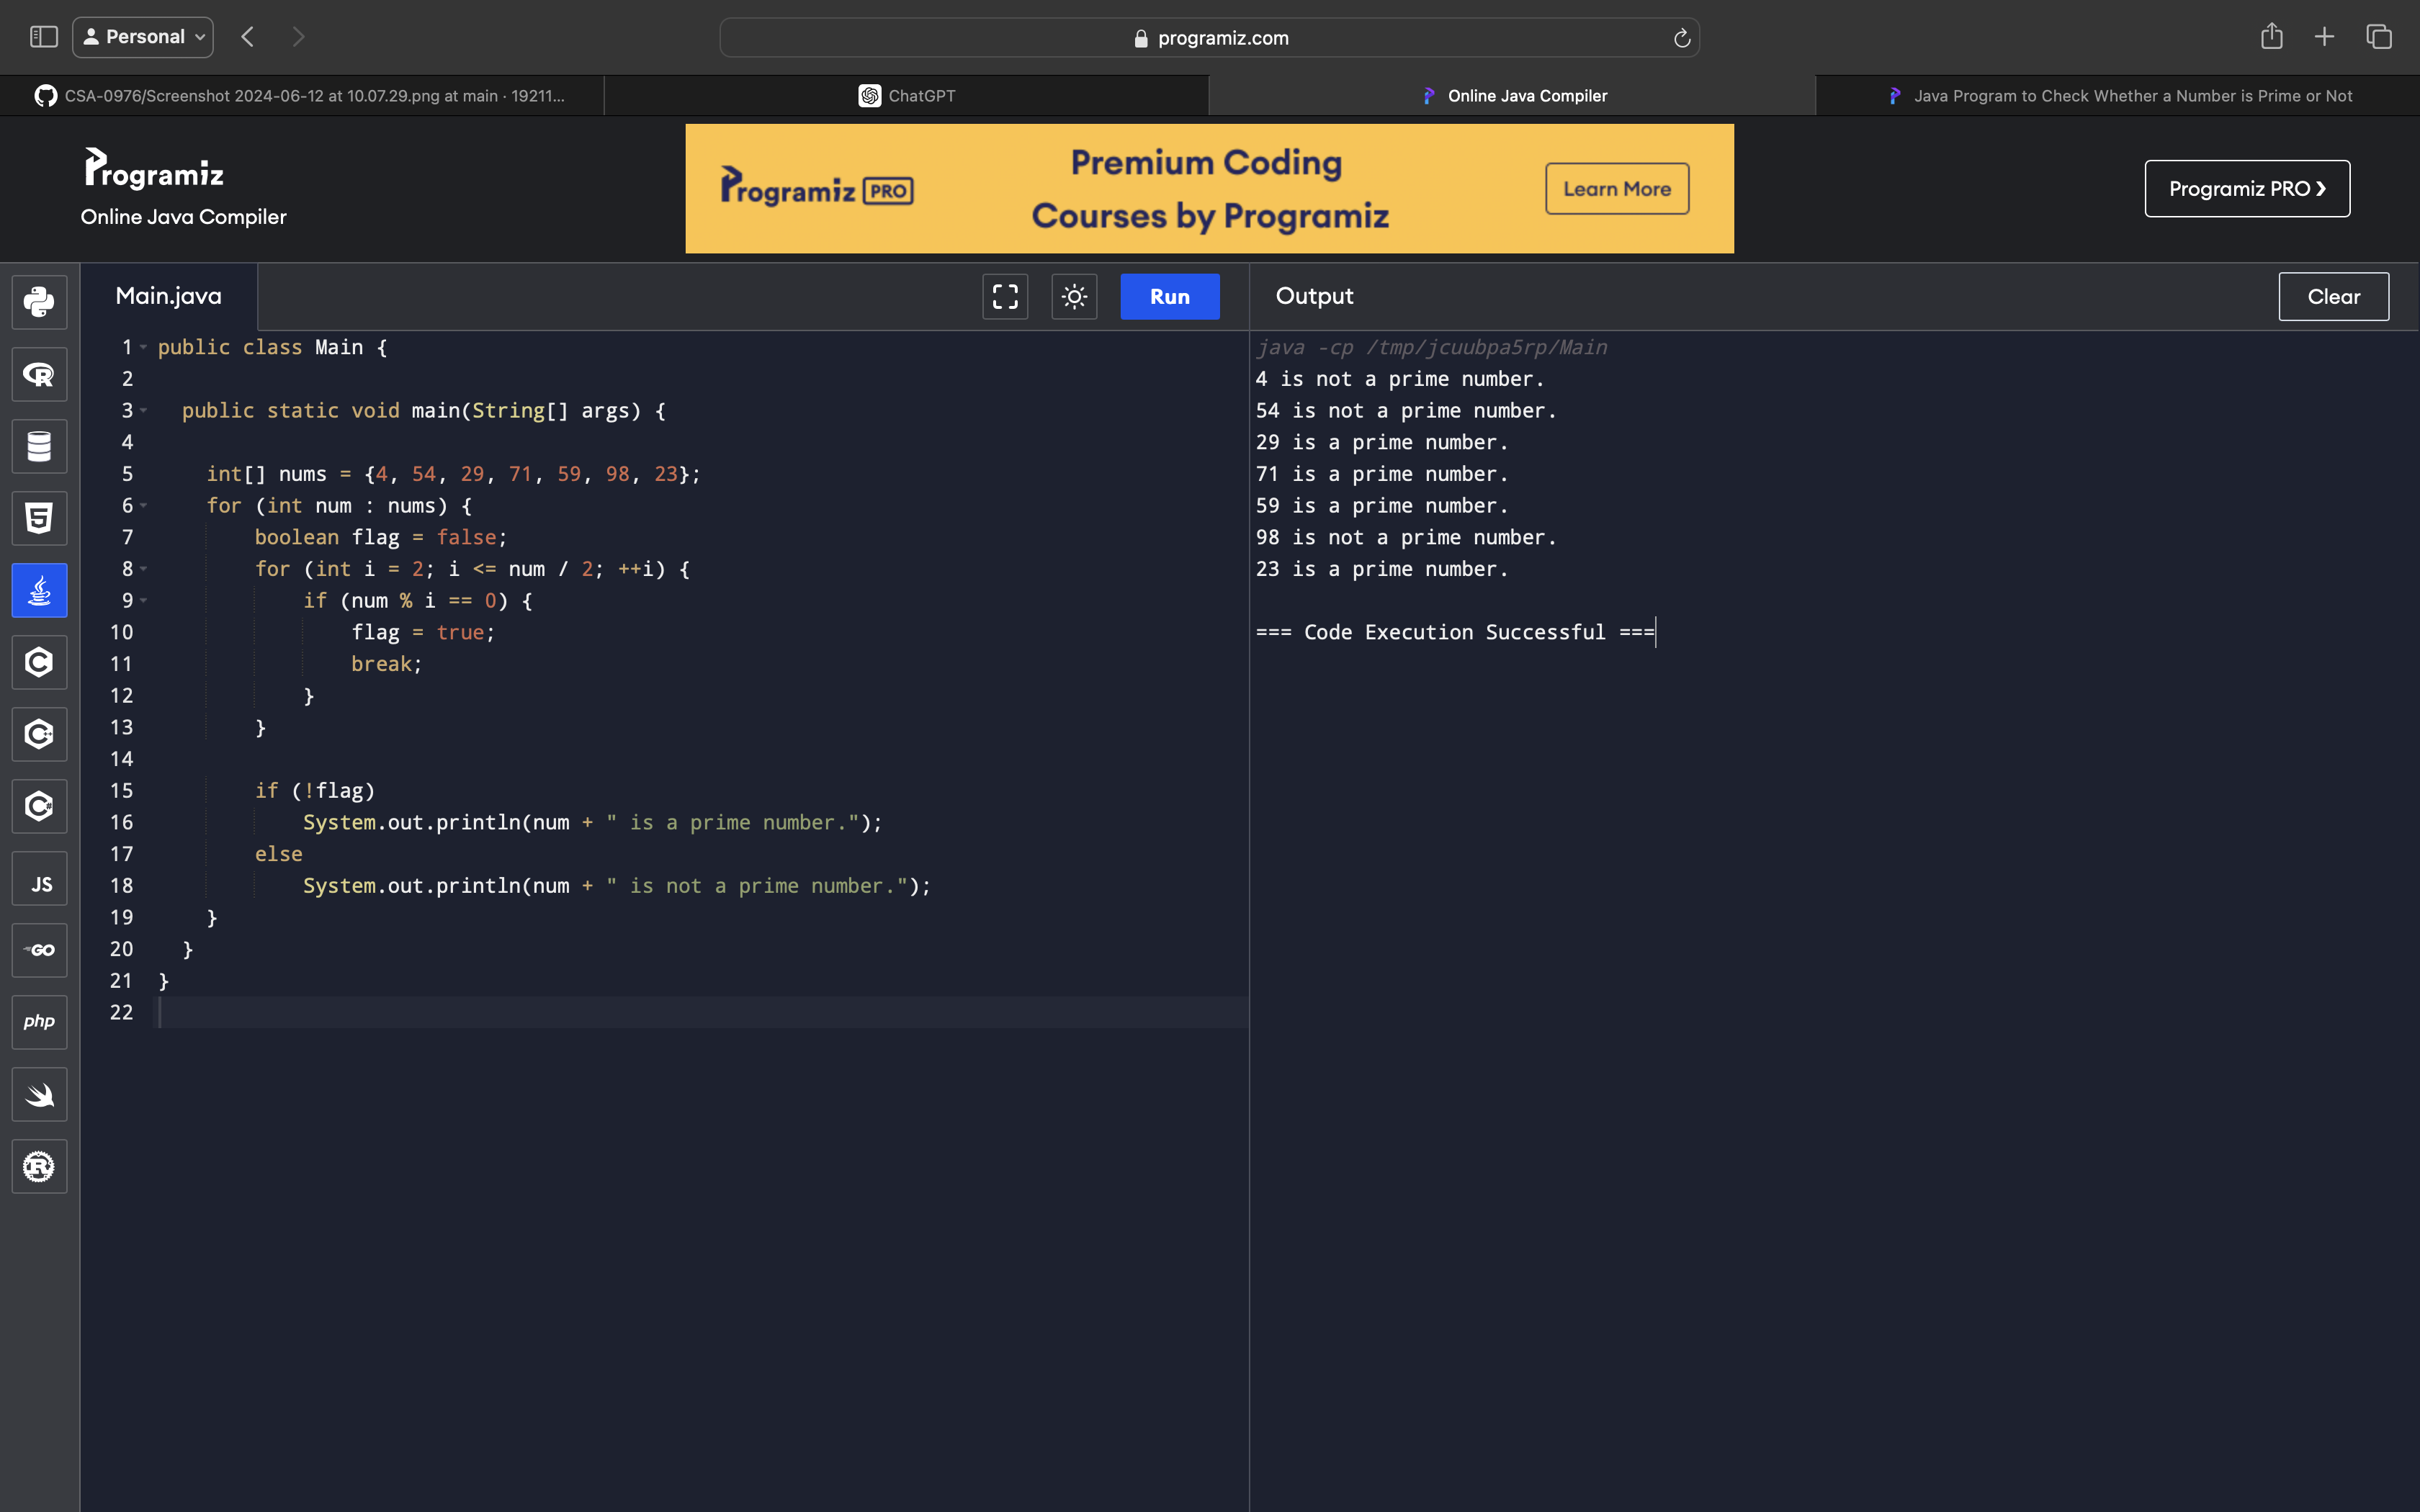 Personal
programiz.com
CSA-0976/Screenshot 2024-06-12 at 10.07.29.png at main · 19211...
ChatGPT
Online Java Compiler
Java Program to Check Whether a Number is Prime or Not
Programiz
Online Java Compiler
Programiz PRO
Premium Coding
Courses by Programiz
Learn More
Programiz PRO ❯
Main.java
Run
Output
Clear
1 public class Main {
2
3 public static void main(String[] args) {
4
5 int[] nums = {4, 54, 29, 71, 59, 98, 23};
6 for (int num : nums) {
7 boolean flag = false;
8 for (int i = 2; i <= num / 2; ++i) {
9 if (num % i == 0) {
10 flag = true;
11 break;
12 }
13 }
14
15 if (!flag)
16 System.out.println(num + " is a prime number.");
17 else
18 System.out.println(num + " is not a prime number.");
19 }
20 }
21 }
22
java -cp /tmp/jcuubpa5rp/Main
4 is not a prime number.
54 is not a prime number.
29 is a prime number.
71 is a prime number.
59 is a prime number.
98 is not a prime number.
23 is a prime number.
=== Code Execution Successful ===
R
5
C
C++
C#
JS
GO
php
R